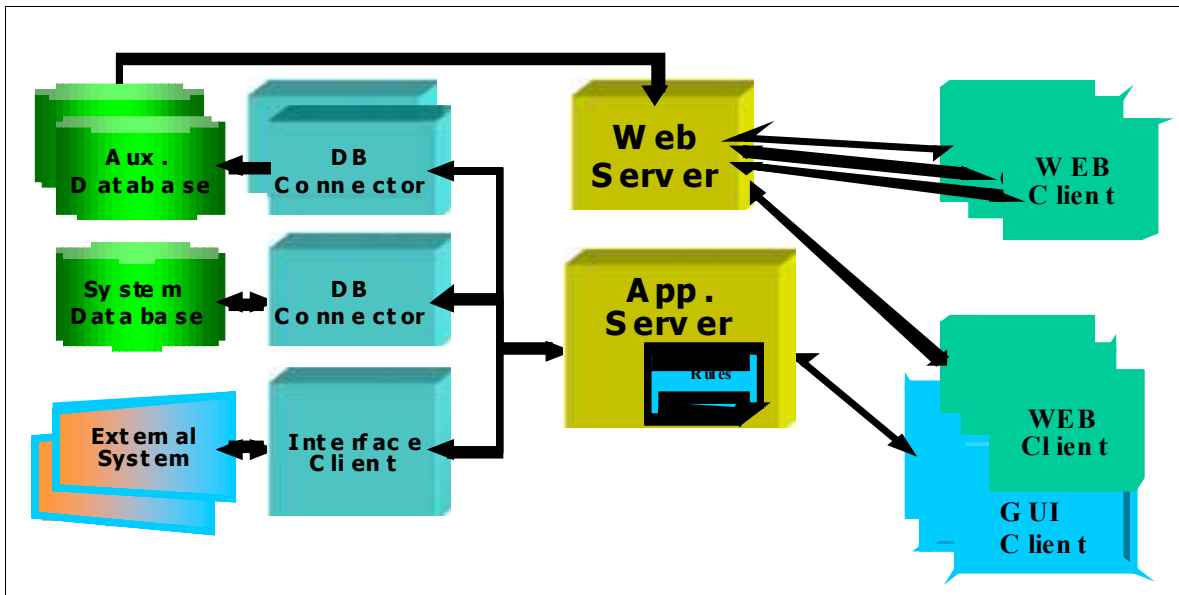 Aux.
Database
DB
Connector
Web
Server
WEB
Client
System
Database
DB
Connector
App.
Server
Rules
External
System
Interface
Client
WEB
Client
GUI
Client